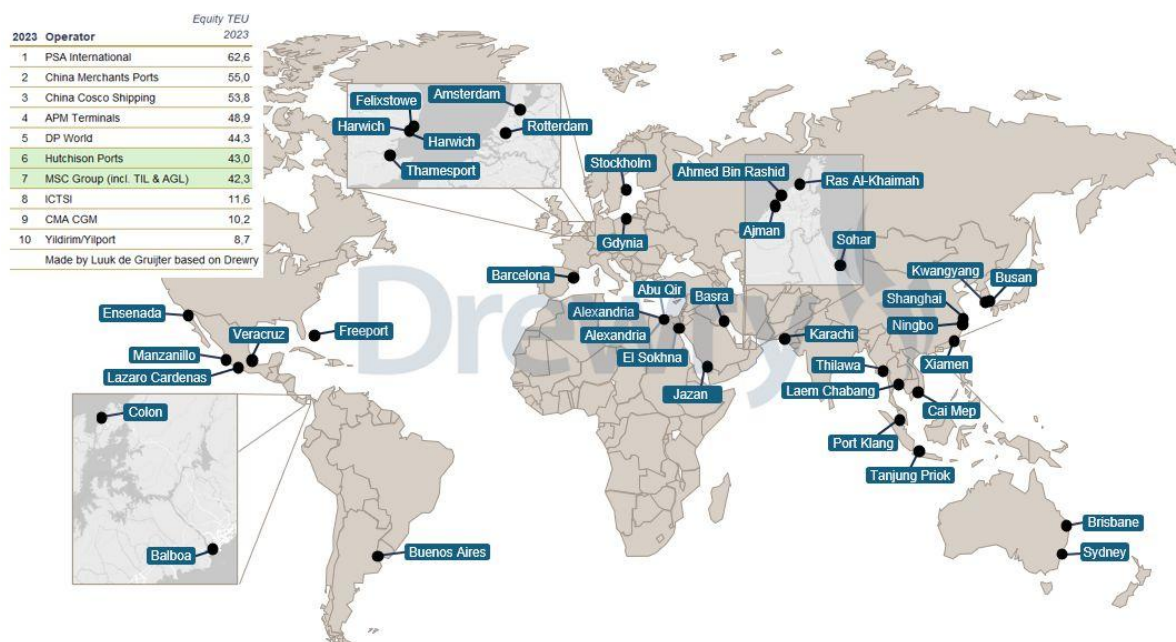 Equity TEU
2023 Operator 2023
1 PSA International 62,6
2 China Merchants Ports 55,0
3 China Cosco Shipping 53,8
4 APM Terminals 48,9
5 DP World 44,3
6 Hutchison Ports 43,0
7 MSC Group (incl. TIL & AGL) 42,3
8 ICTSI 11,6
9 CMA CGM 10,2
10 Yildirim/Yilport 8,7
Made by Luuk de Gruijter based on Drewry
Amsterdam
Felixstowe
Harwich
Harwich
Rotterdam
Thamesport
Stockholm
Gdynia
Ahmed Bin Rashid
Ras Al-Khaimah
Ajman
Sohar
Barcelona
Abu Qir
Basra
Alexandria
Alexandria
El Sokhna
Jazan
Karachi
Kwangyang
Busan
Shanghai
Ningbo
Xiamen
Thilawa
Laem Chabang
Cai Mep
Port Klang
Tanjung Priok
Ensenada
Veracruz
Freeport
Manzanillo
Lazaro Cardenas
Colon
Balboa
Buenos Aires
Brisbane
Sydney
Drewry